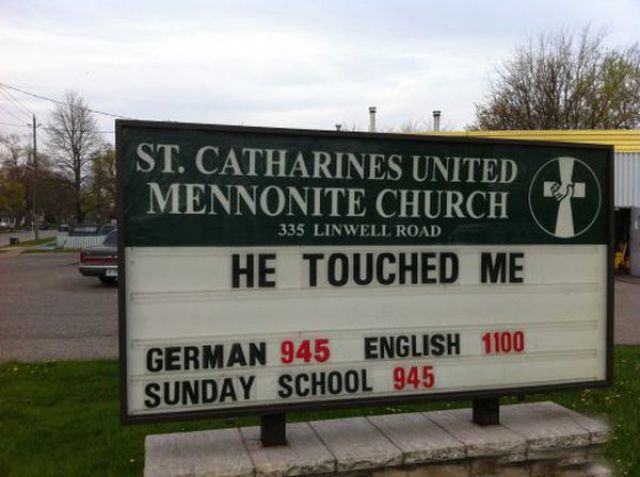 ST. CATHARINES UNITED
MENNONITE CHURCH
335 LINWELL ROAD
HE TOUCHED ME
GERMAN 945 ENGLISH 1100
SUNDAY SCHOOL 945